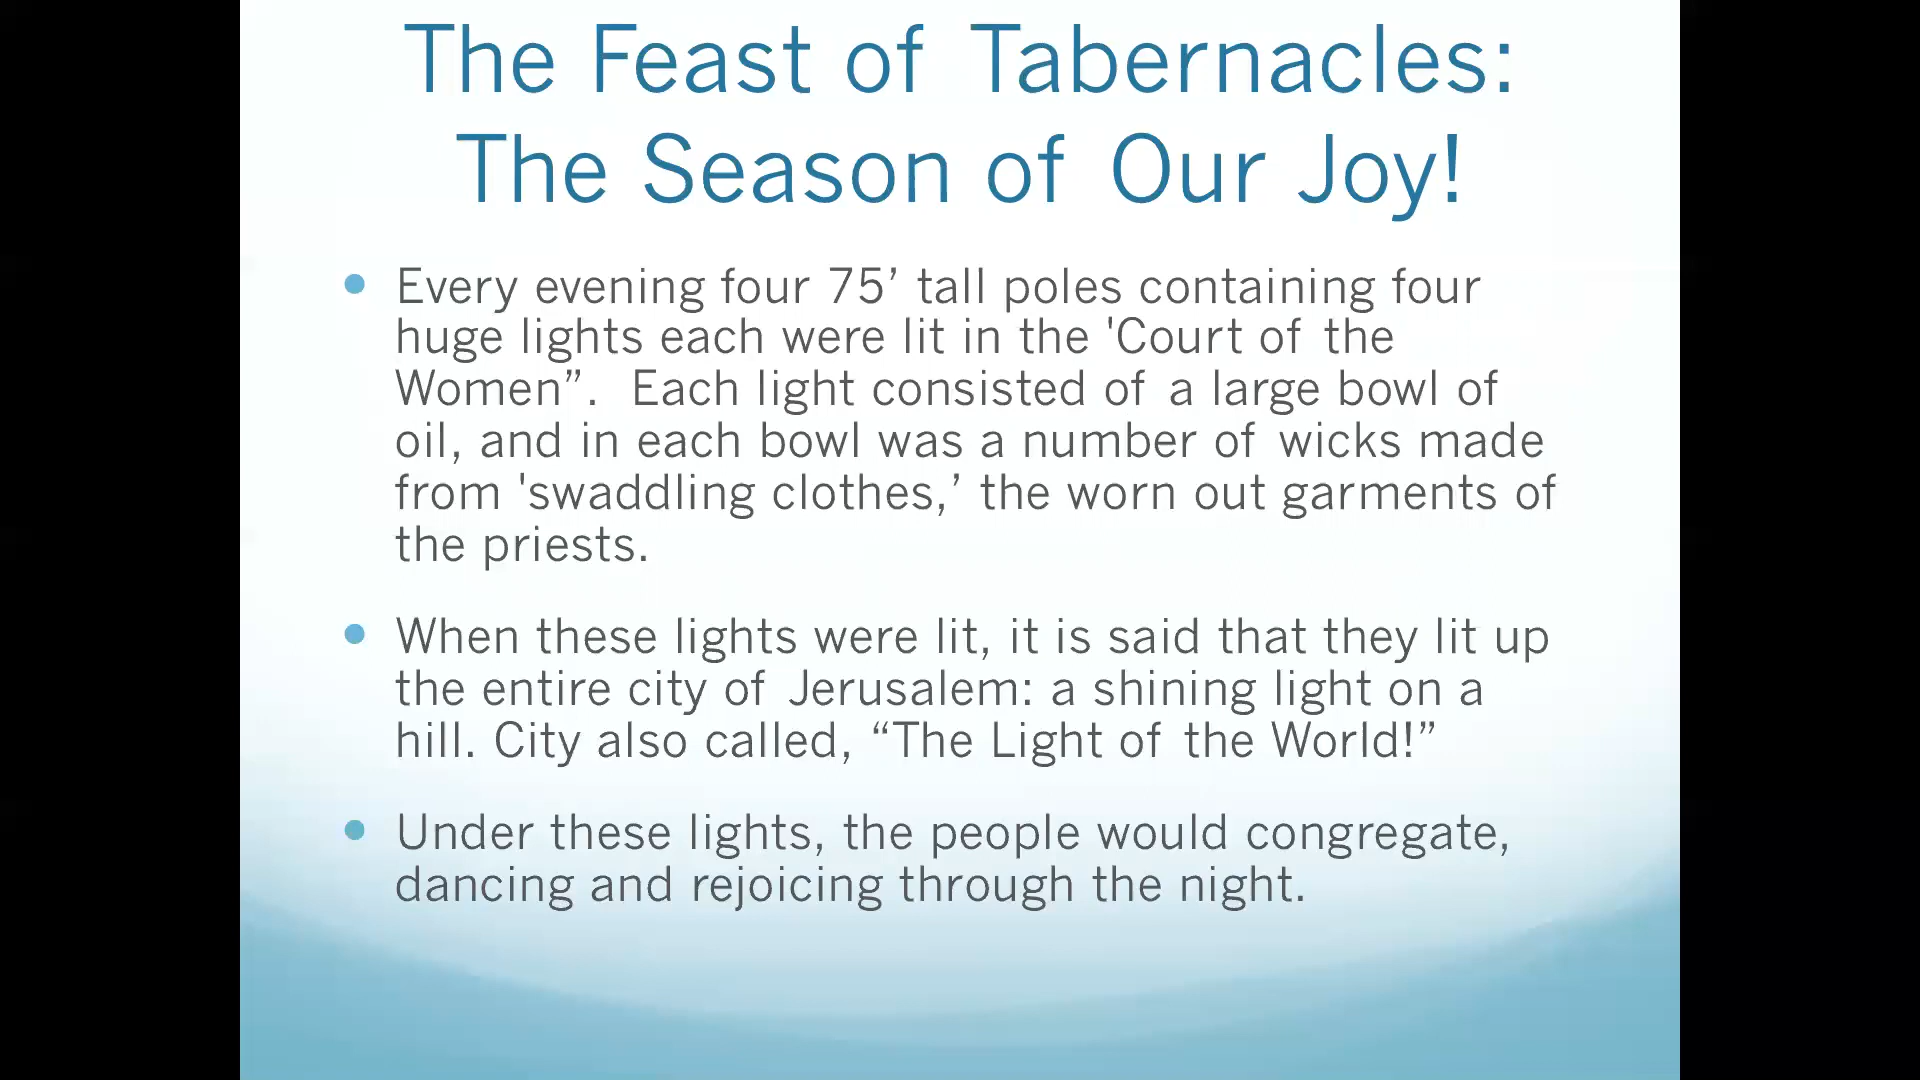 The Feast of Tabernacles:
The Season of Our Joy!
• Every evening four 75’ tall poles containing four
huge lights each were lit in the 'Court of the
Women”.  Each light consisted of a large bowl of
oil, and in each bowl was a number of wicks made
from 'swaddling clothes,’ the worn out garments of
the priests.
• When these lights were lit, it is said that they lit up
the entire city of Jerusalem: a shining light on a
hill. City also called, “The Light of the World!”
• Under these lights, the people would congregate,
dancing and rejoicing through the night.